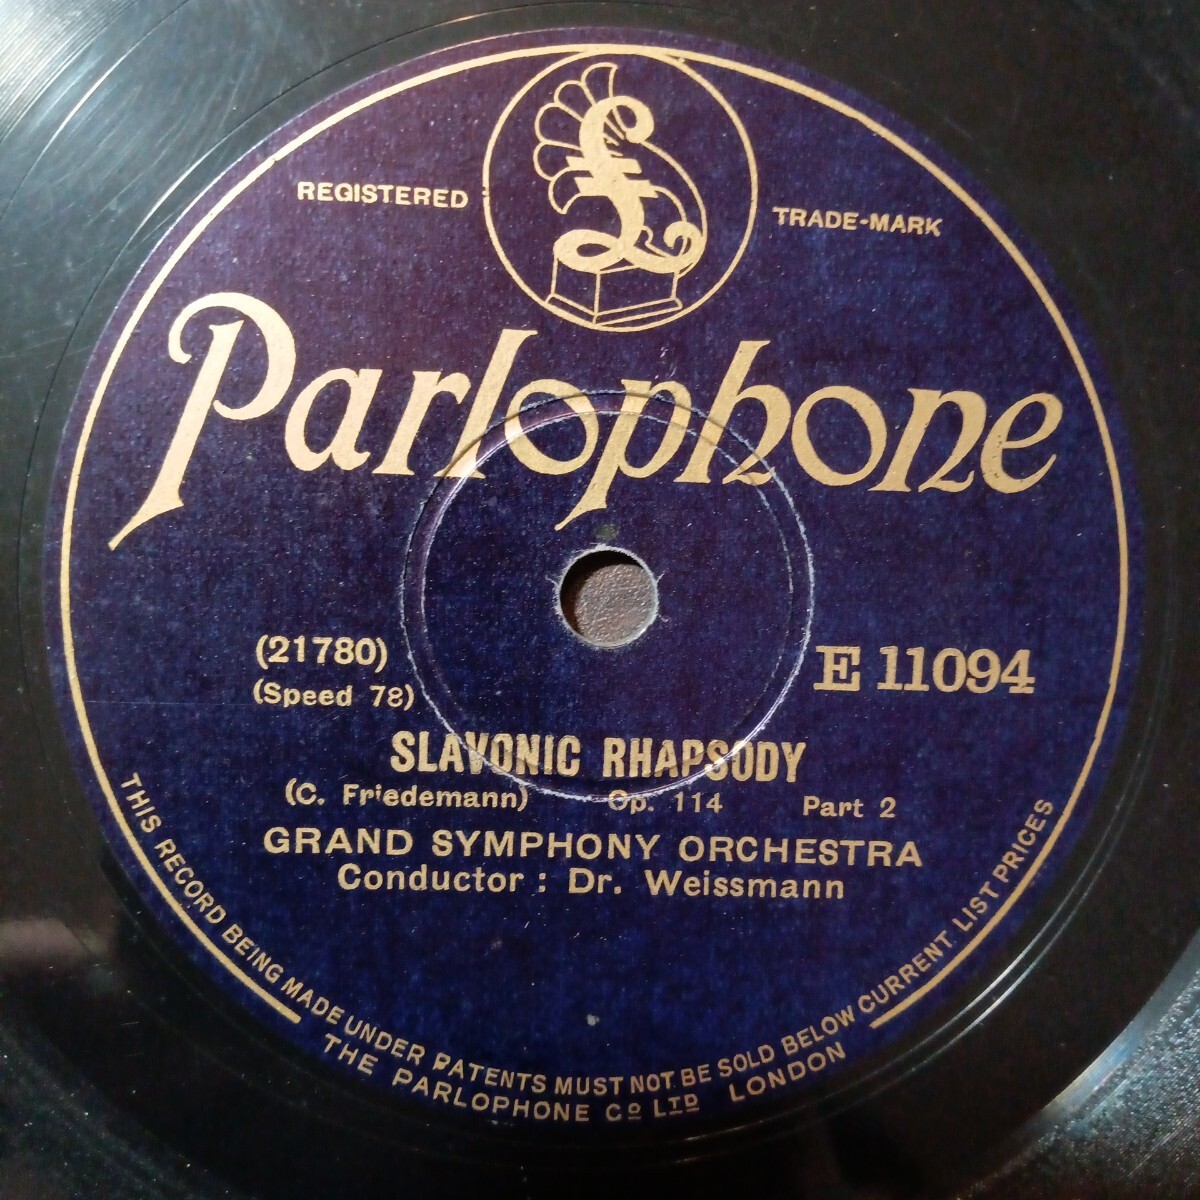 REGISTERED
TRADE-MARK
£
Parlophone
(21780)
(Speed 78)
E 11094
SLAVONIC RHAPSODY
(C. Friedemann) Op. 114 Part 2
GRAND SYMPHONY ORCHESTRA
Conductor : Dr. Weissmann
THIS RECORD BEING MADE UNDER PATENTS MUST NOT BE SOLD BELOW CURRENT LIST PRICES
THE PARLOPHONE Co LTD LONDON